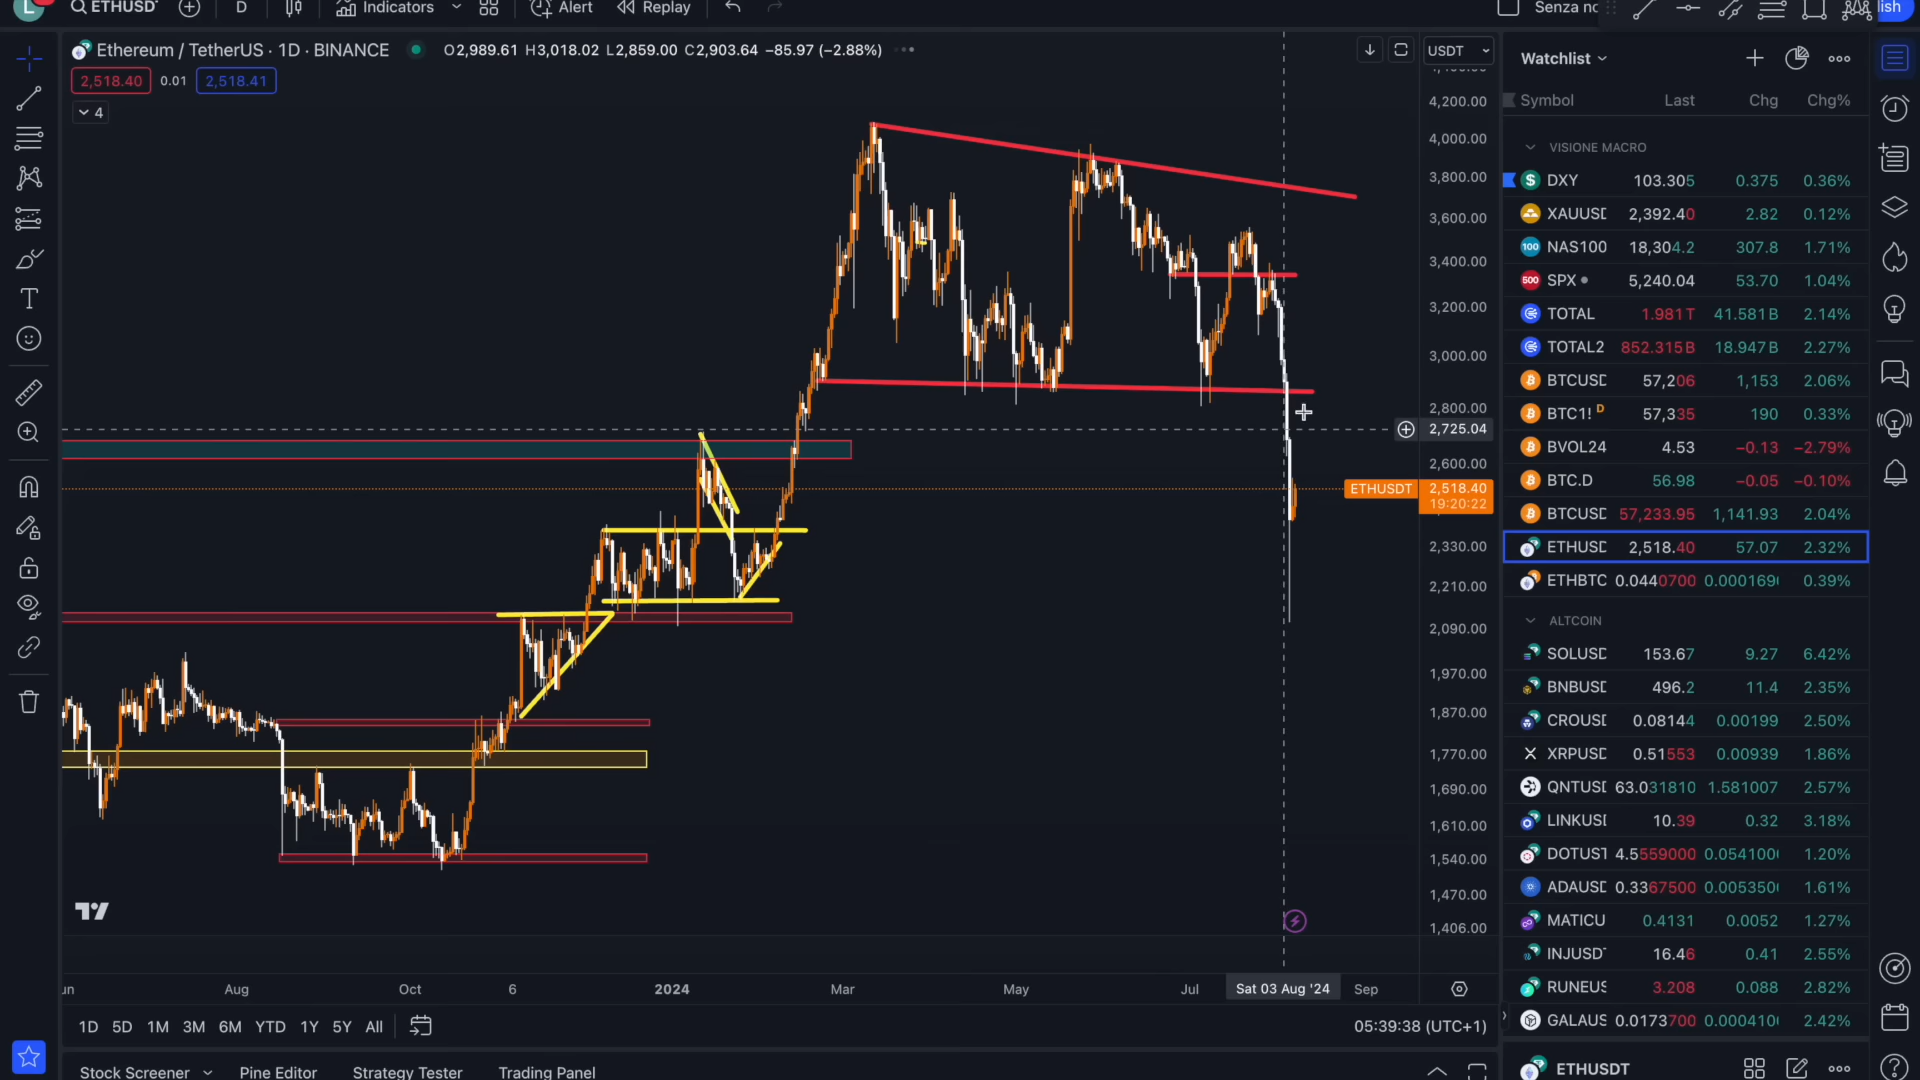 L ETHUSDT D Indicators Alert Replay Senza no ish
Ethereum / TetherUS · 1D · BINANCE O2,989.61 H3,018.02 L2,859.00 C2,903.64 −85.97 (−2.88%)
2,518.40 0.01 2,518.41
4
USDT
4,200.00
4,000.00
3,800.00
3,600.00
3,400.00
3,200.00
3,000.00
2,800.00
2,725.04
2,600.00
ETHUSDT 2,518.40
19:20:22
2,330.00
2,210.00
2,090.00
1,970.00
1,870.00
1,770.00
1,690.00
1,610.00
1,540.00
1,470.00
1,406.00
un Aug Oct 6 2024 Mar May Jul Sat 03 Aug '24 Sep
1D 5D 1M 3M 6M YTD 1Y 5Y All 05:39:38 (UTC+1)
Stock Screener Pine Editor Strategy Tester Trading Panel
Watchlist
Symbol Last Chg Chg%
VISIONE MACRO
DXY 103.305 0.375 0.36%
XAUUSD 2,392.40 2.82 0.12%
NAS100 18,304.2 307.8 1.71%
SPX 5,240.04 53.70 1.04%
TOTAL 1.981T 41.581B 2.14%
TOTAL2 852.315B 18.947B 2.27%
BTCUSD 57,206 1,153 2.06%
BTC1! D 57,335 190 0.33%
BVOL24 4.53 −0.13 −2.79%
BTC.D 56.98 −0.05 −0.10%
BTCUSD 57,233.95 1,141.93 2.04%
ETHUSD 2,518.40 57.07 2.32%
ETHBTC 0.0440700 0.000169 0.39%
ALTCOIN
SOLUSD 153.67 9.27 6.42%
BNBUSD 496.2 11.4 2.35%
CROUSD 0.08144 0.00199 2.50%
XRPUSD 0.51553 0.00939 1.86%
QNTUSD 63.031810 1.581007 2.57%
LINKUSD 10.39 0.32 3.18%
DOTUST 4.5559000 0.054100 1.20%
ADAUSD 0.3367500 0.005350 1.61%
MATICU 0.4131 0.0052 1.27%
INJUSDT 16.46 0.41 2.55%
RUNEUS 3.208 0.088 2.82%
GALAUS 0.0173700 0.000410 2.42%
ETHUSDT